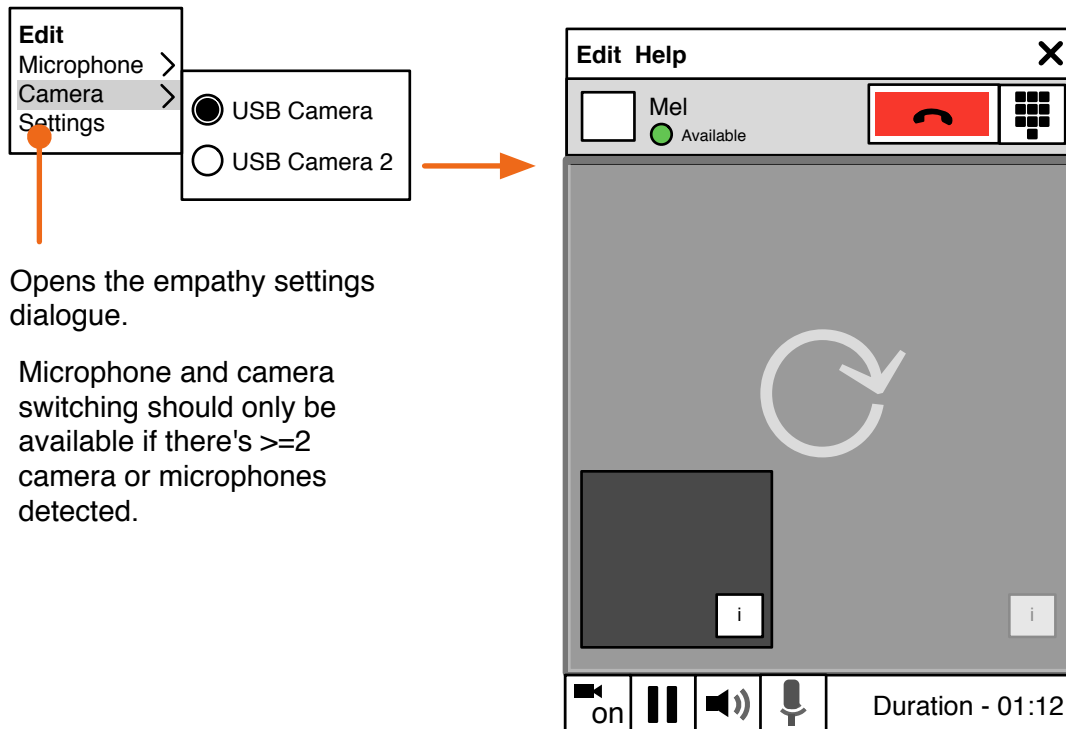 Edit
Microphone
Camera
Settings
USB Camera
USB Camera 2
Opens the empathy settings
dialogue.
Microphone and camera
switching should only be
available if there's >=2
camera or microphones
detected.
Edit Help
Mel
Available
i
i
on
Duration - 01:12